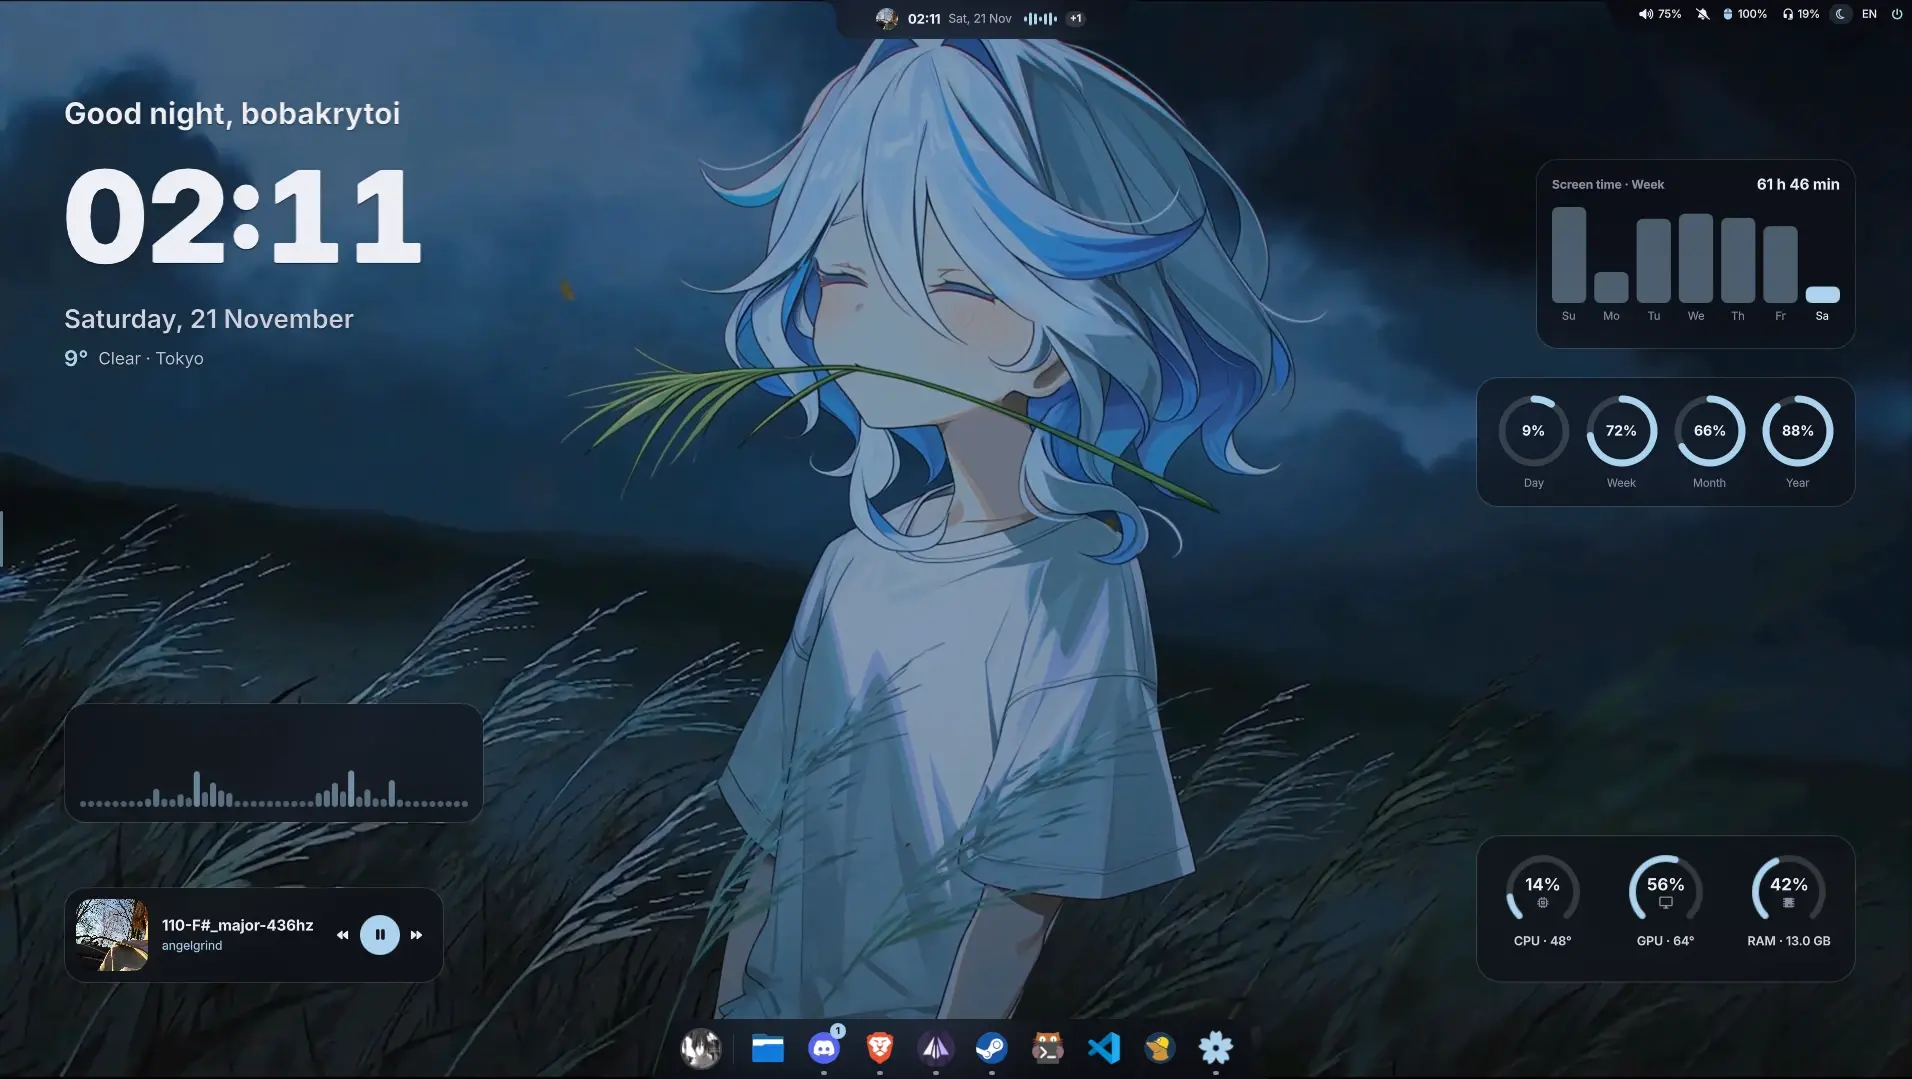 02:11 Sat, 21 Nov +1
75% 100% 19% EN
Good night, bobakrytoi
02:11
Saturday, 21 November
9° Clear · Tokyo
Screen time · Week 61 h 46 min
Su Mo Tu We Th Fr Sa
9% 72% 66% 88%
Day Week Month Year
110-F#_major-436hz
angelgrind
14% 56% 42%
CPU · 48° GPU · 64° RAM · 13.0 GB
1